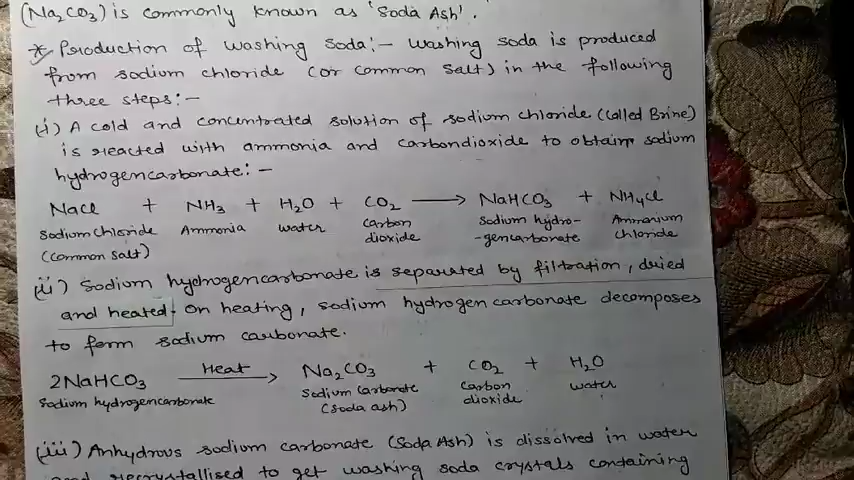 (Na₂CO₃) is commonly known as 'Soda Ash'.
* Production of washing Soda:- Washing soda is produced
from sodium chloride (or common salt) in the following
three steps:-
(i) A cold and concentrated solution of sodium chloride (called Brine)
is reacted with ammonia and carbondioxide to obtain sodium
hydrogencarbonate:-
NaCl + NH₃ + H₂O + CO₂ ⟶ NaHCO₃ + NH₄Cl
sodium chloride Ammonia water carbon sodium hydro- Ammonium
(common salt) dioxide -gencarbonate chloride
(ii) Sodium hydrogencarbonate is separated by filtration, dried
and heated. on heating, sodium hydrogen carbonate decomposes
to form sodium carbonate.
2NaHCO₃ Heat⟶ Na₂CO₃ + CO₂ + H₂O
sodium hydrogencarbonate sodium carbonate carbon water
(soda ash) dioxide
(iii) Anhydrous sodium carbonate (Soda Ash) is dissolved in water
and recrystallised to get washing soda crystals containing